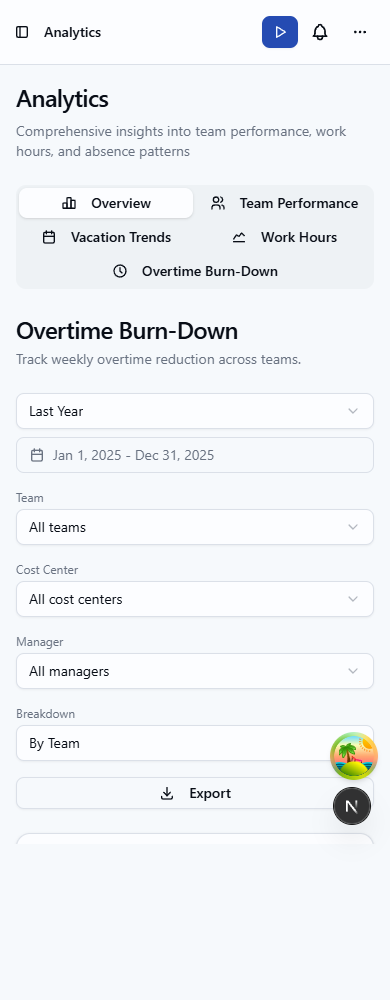 Analytics
Analytics
Comprehensive insights into team performance, work
hours, and absence patterns
Overview
Team Performance
Vacation Trends
Work Hours
Overtime Burn-Down
Overtime Burn-Down
Track weekly overtime reduction across teams.
Last Year
Jan 1, 2025 - Dec 31, 2025
Team
All teams
Cost Center
All cost centers
Manager
All managers
Breakdown
By Team
Export
N